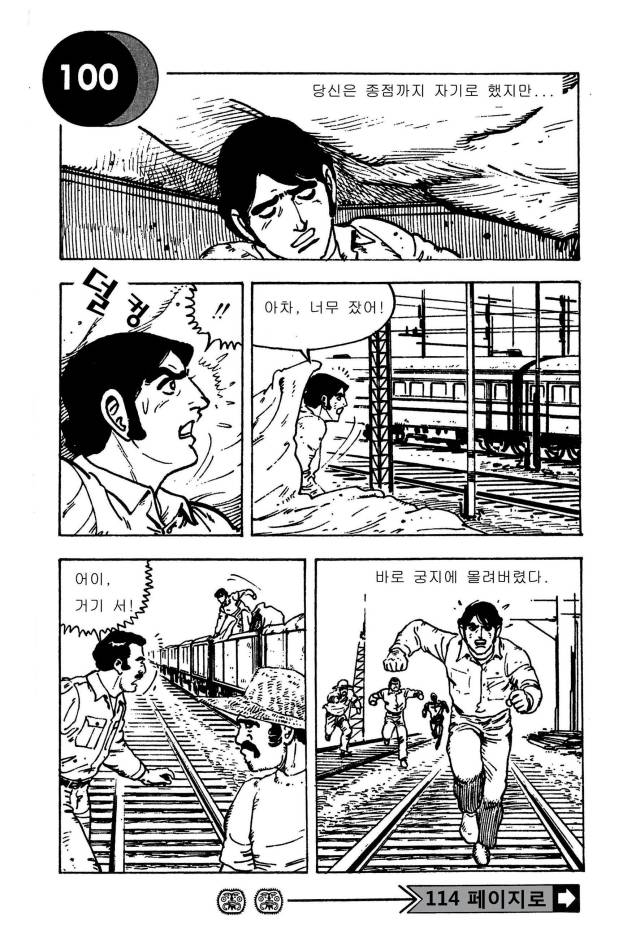 100
당신은 종점까지 자기로 했지만...
덜컹
!!
아차, 너무 잤어!
어이,
거기 서!
바로 궁지에 몰려버렸다.
114 페이지로